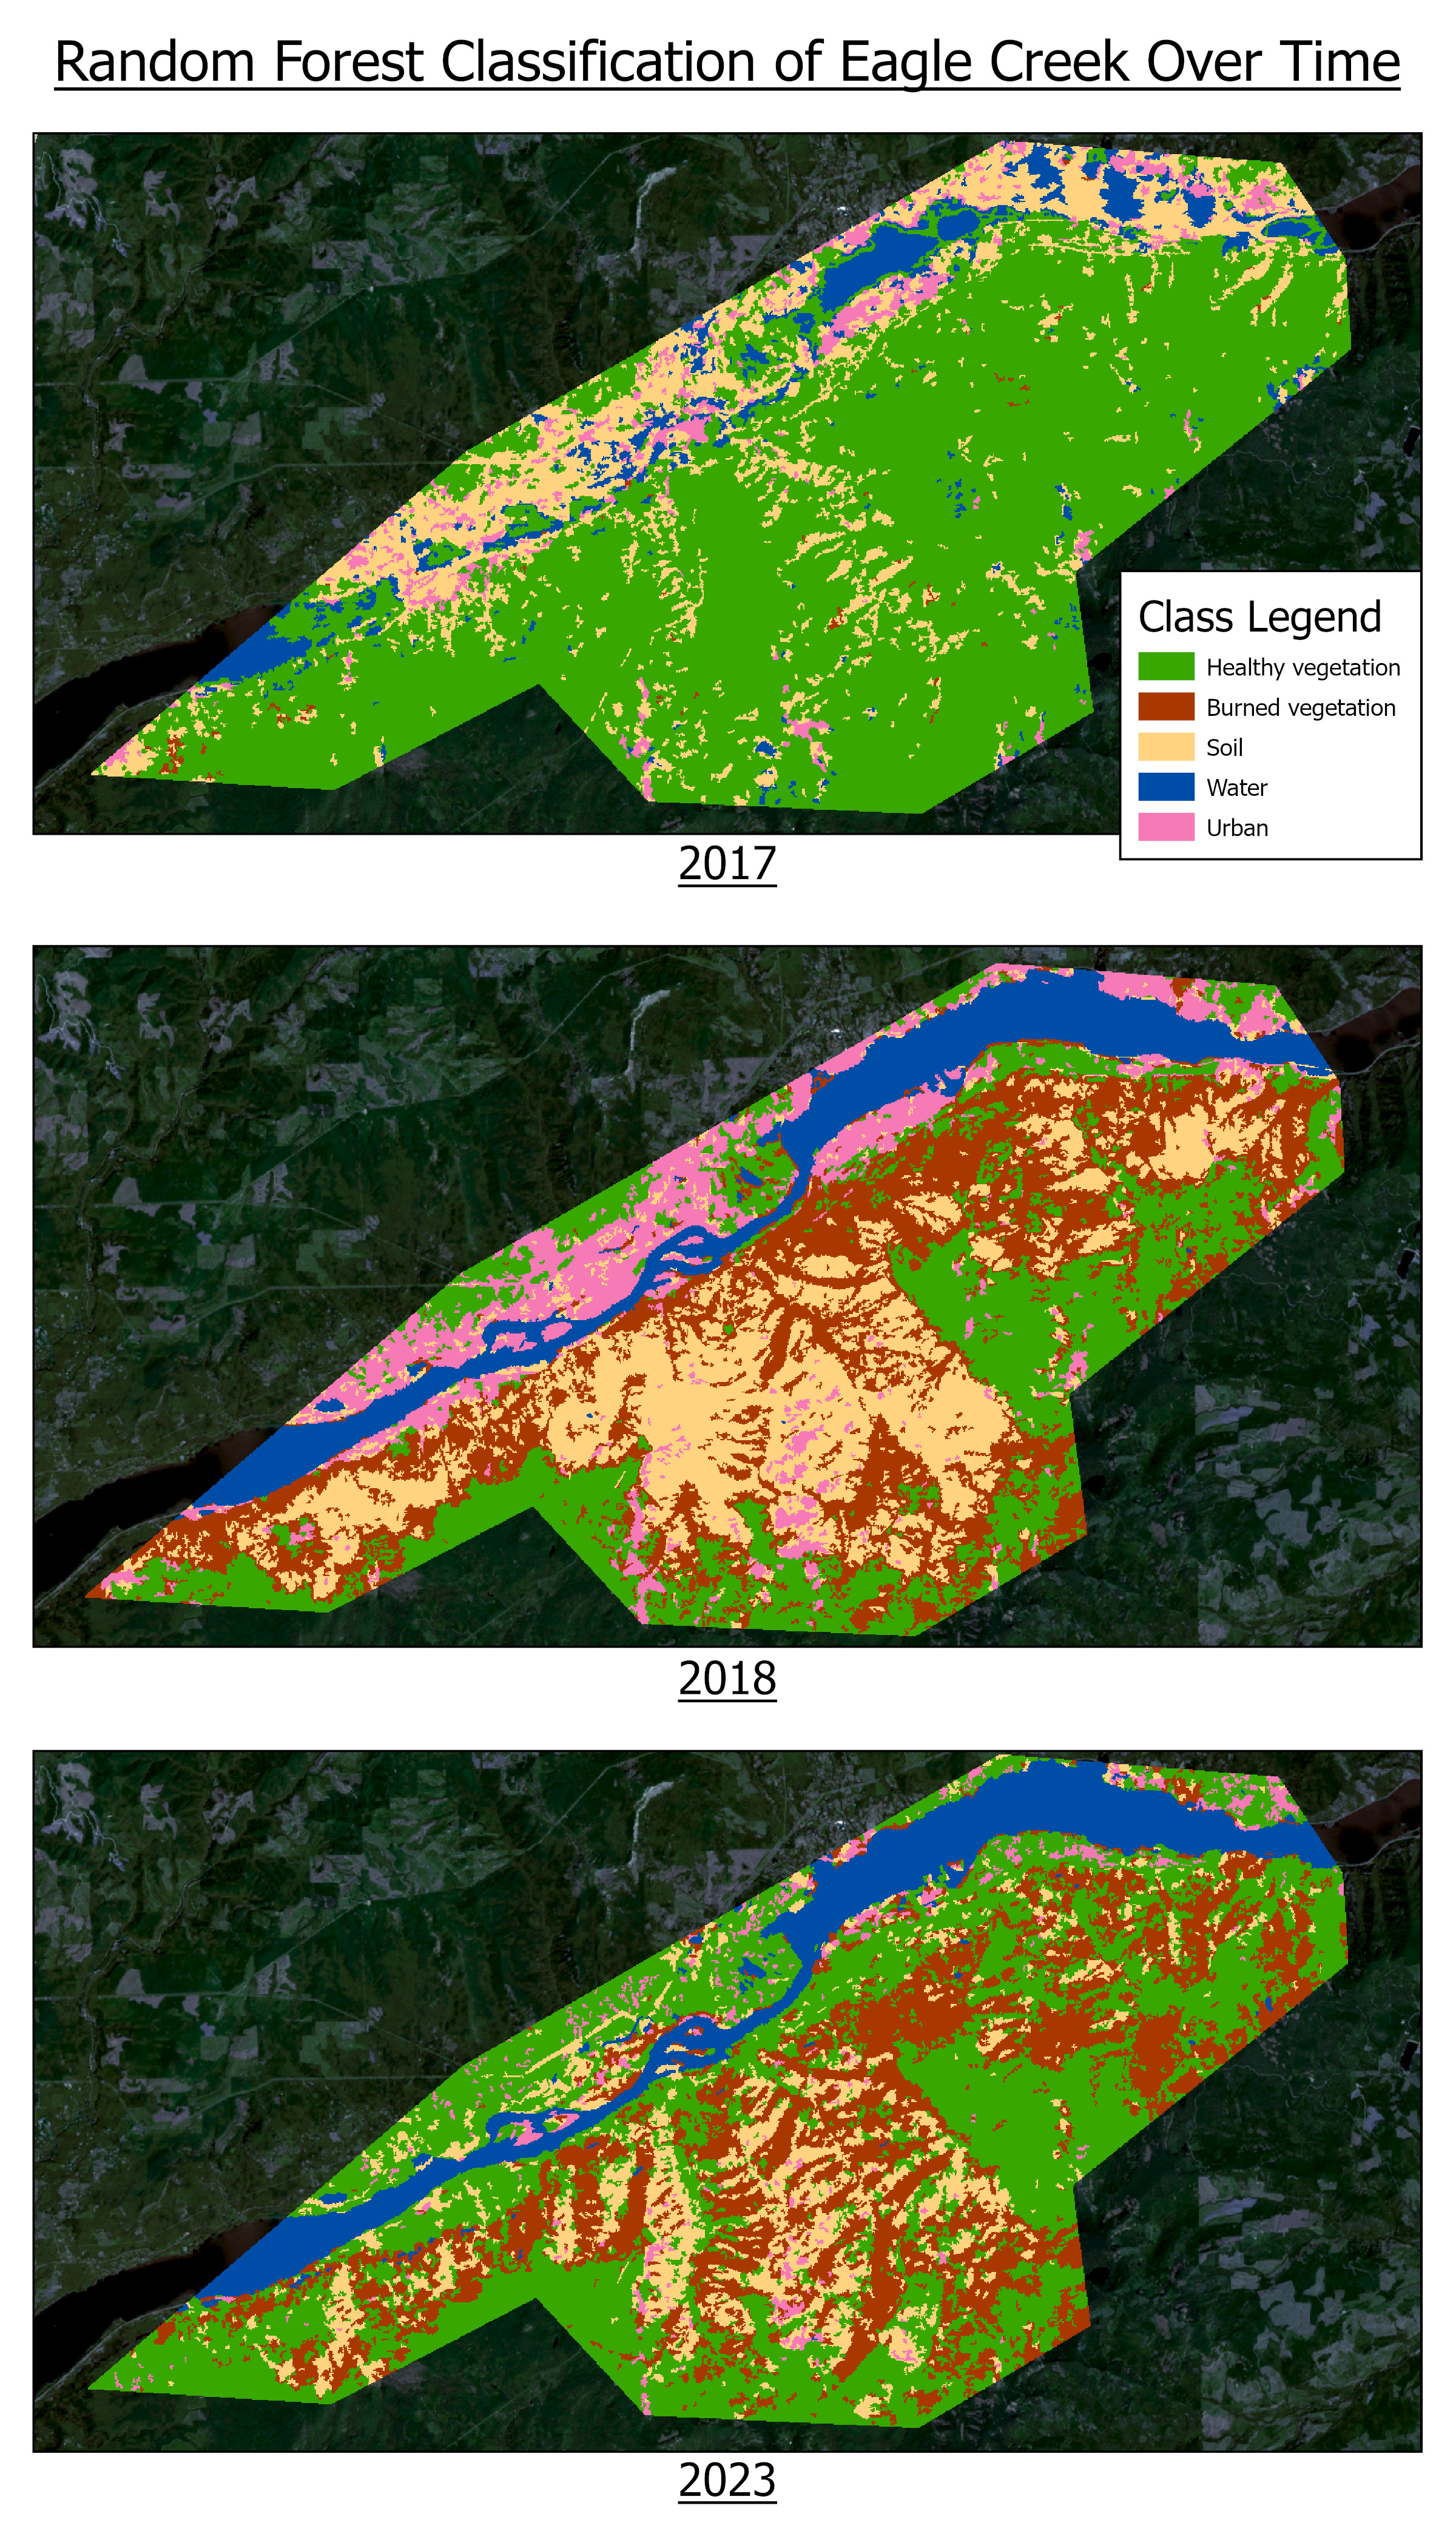 Random Forest Classification of Eagle Creek Over Time
Class Legend
Healthy vegetation
Burned vegetation
Soil
Water
Urban
2017
2018
2023